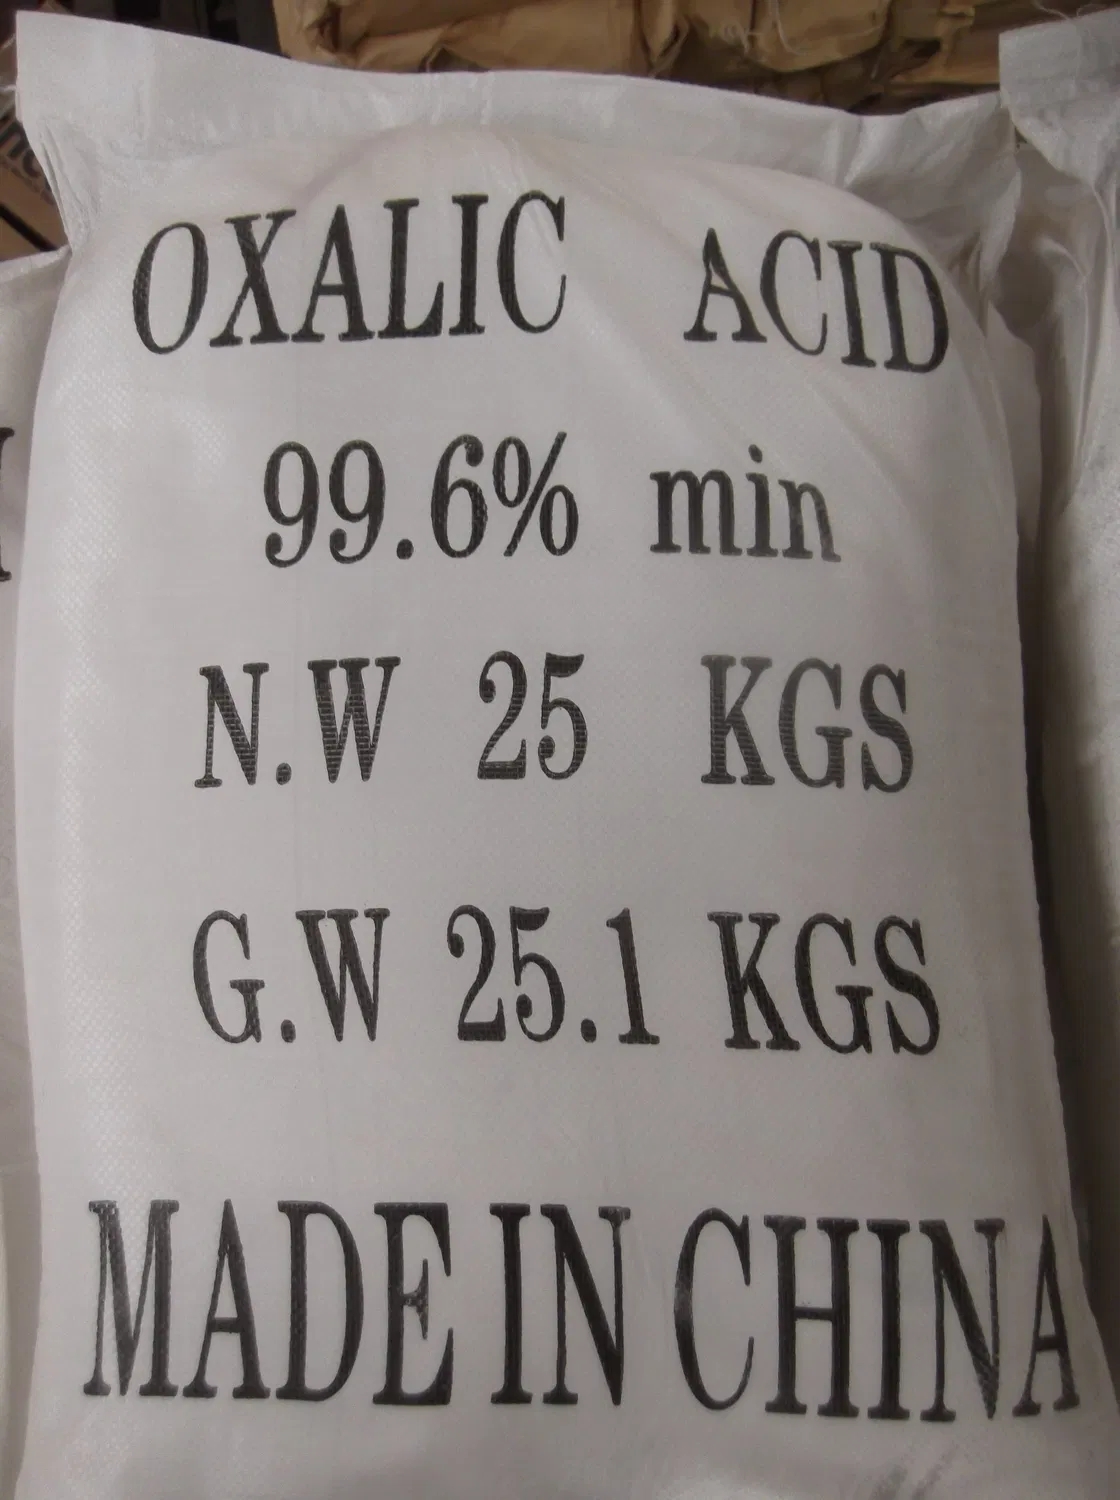 OXALIC ACID
99.6% min
N.W 25 KGS
G.W 25.1 KGS
MADE IN CHINA